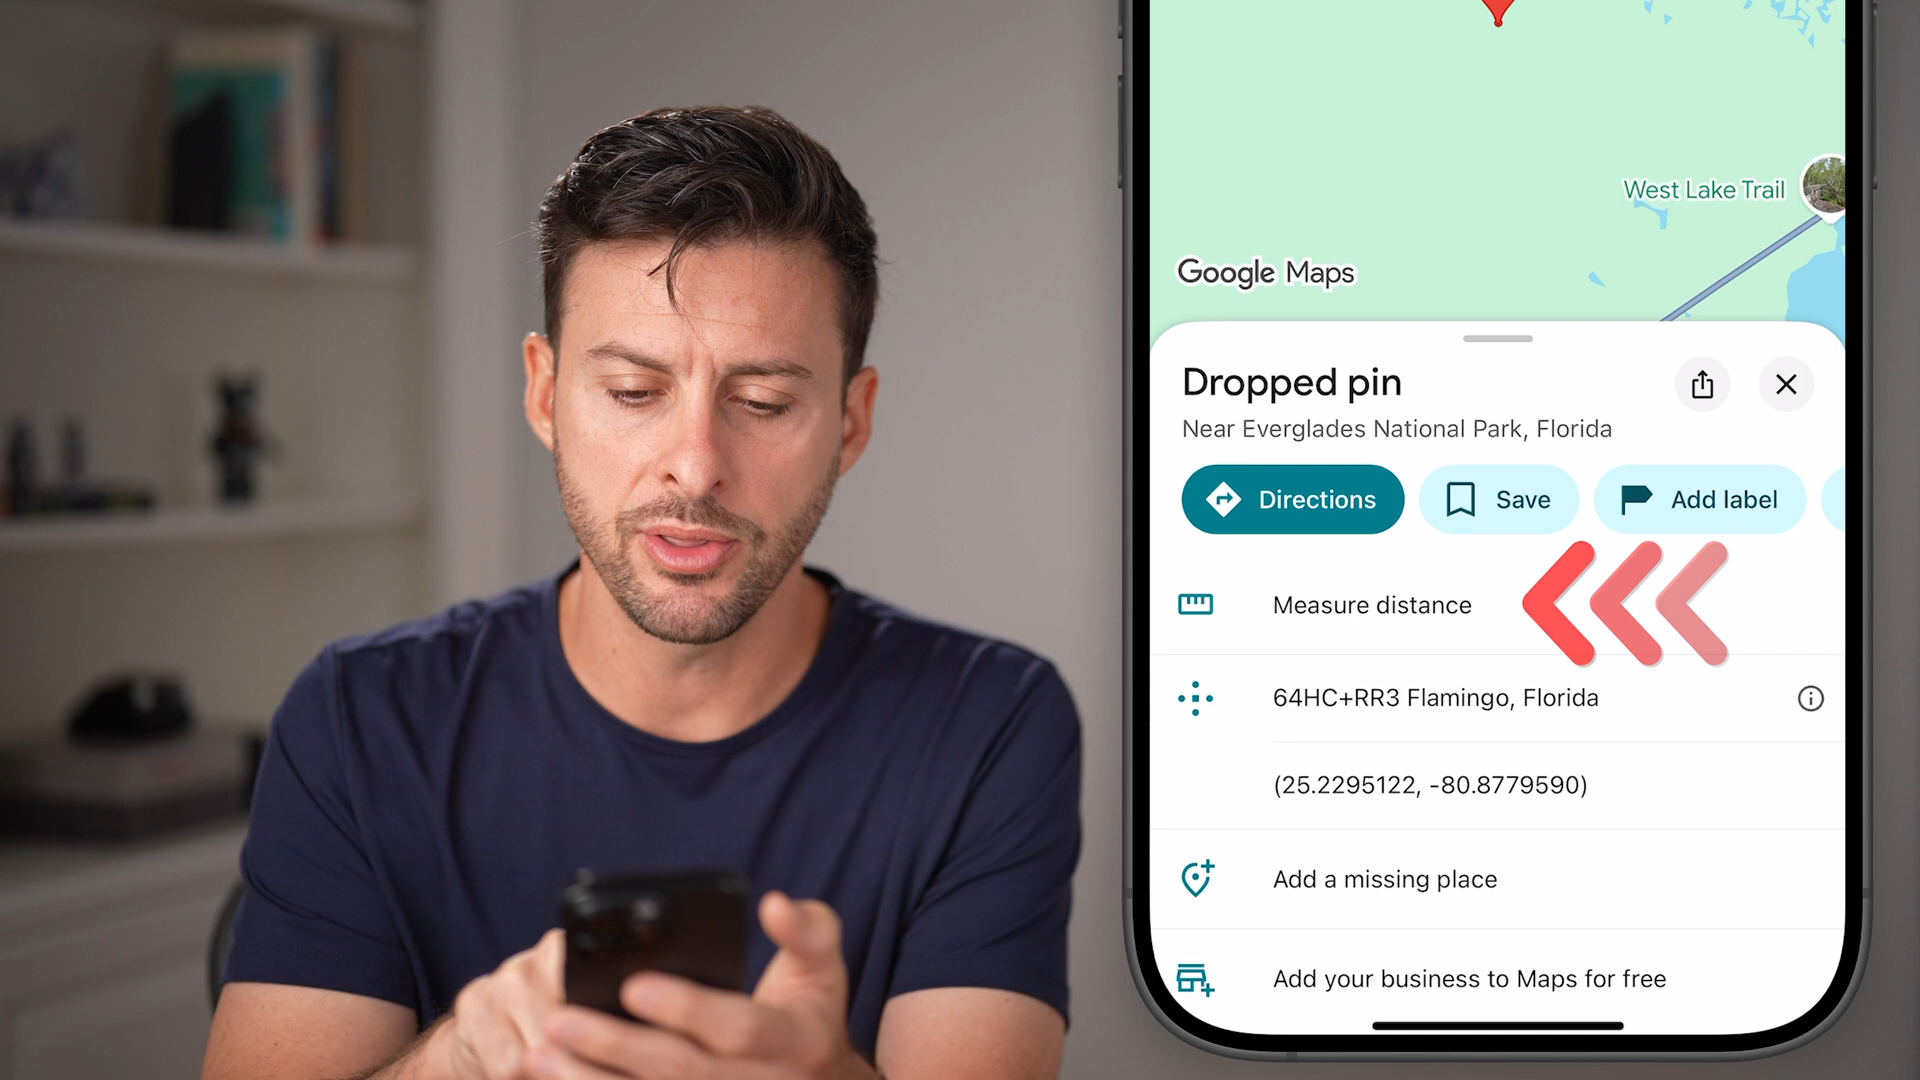 West Lake Trail
Google Maps
Dropped pin
Near Everglades National Park, Florida
Directions
Save
Add label
Measure distance
64HC+RR3 Flamingo, Florida
(25.2295122, -80.8779590)
Add a missing place
Add your business to Maps for free